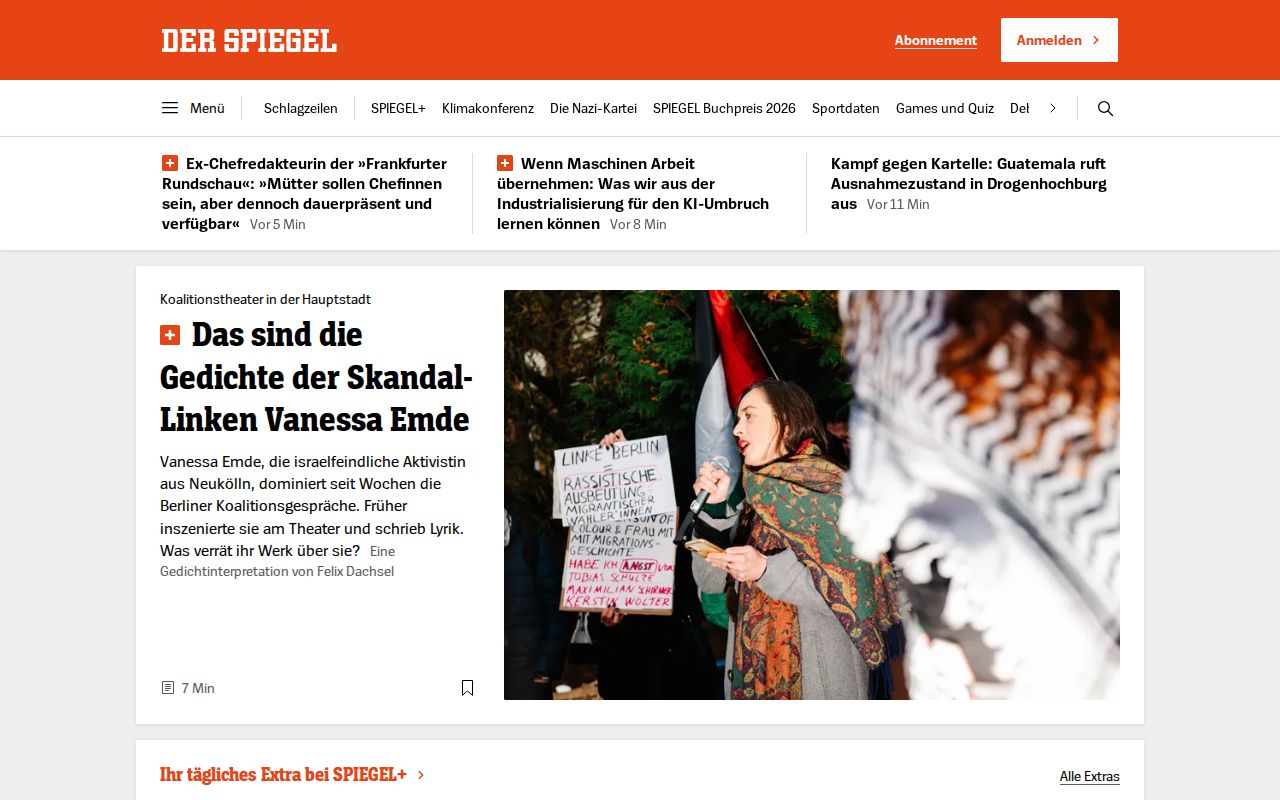 DER SPIEGEL
Abonnement
Anmelden
Menü
Schlagzeilen
SPIEGEL+
Klimakonferenz
Die Nazi-Kartei
SPIEGEL Buchpreis 2026
Sportdaten
Games und Quiz
Ex-Chefredakteurin der »Frankfurter
Rundschau«: »Mütter sollen Chefinnen
sein, aber dennoch dauerpräsent und
verfügbar« Vor 5 Min
Wenn Maschinen Arbeit
übernehmen: Was wir aus der
Industrialisierung für den KI-Umbruch
lernen können Vor 8 Min
Kampf gegen Kartelle: Guatemala ruft
Ausnahmezustand in Drogenhochburg
aus Vor 11 Min
Koalitionstheater in der Hauptstadt
Das sind die
Gedichte der Skandal-
Linken Vanessa Emde
Vanessa Emde, die israelfeindliche Aktivistin
aus Neukölln, dominiert seit Wochen die
Berliner Koalitionsgespräche. Früher
inszenierte sie am Theater und schrieb Lyrik.
Was verrät ihr Werk über sie? Eine
Gedichtinterpretation von Felix Dachsel
7 Min
LINKE BERLIN
=
RASSISTISCHE
AUSBEUTUNG
MIGRANTISCHER
WÄHLER*INNEN
OF
COLOUR & FRAU MIT
MIGRATIONS-
GESCHICHTE
HABE ICH ANGST VOR
TOBIAS SCHULZE
MAXIMILIAN SCHIRMER
KERSTIN WOLTER
Ihr tägliches Extra bei SPIEGEL+
Alle Extras